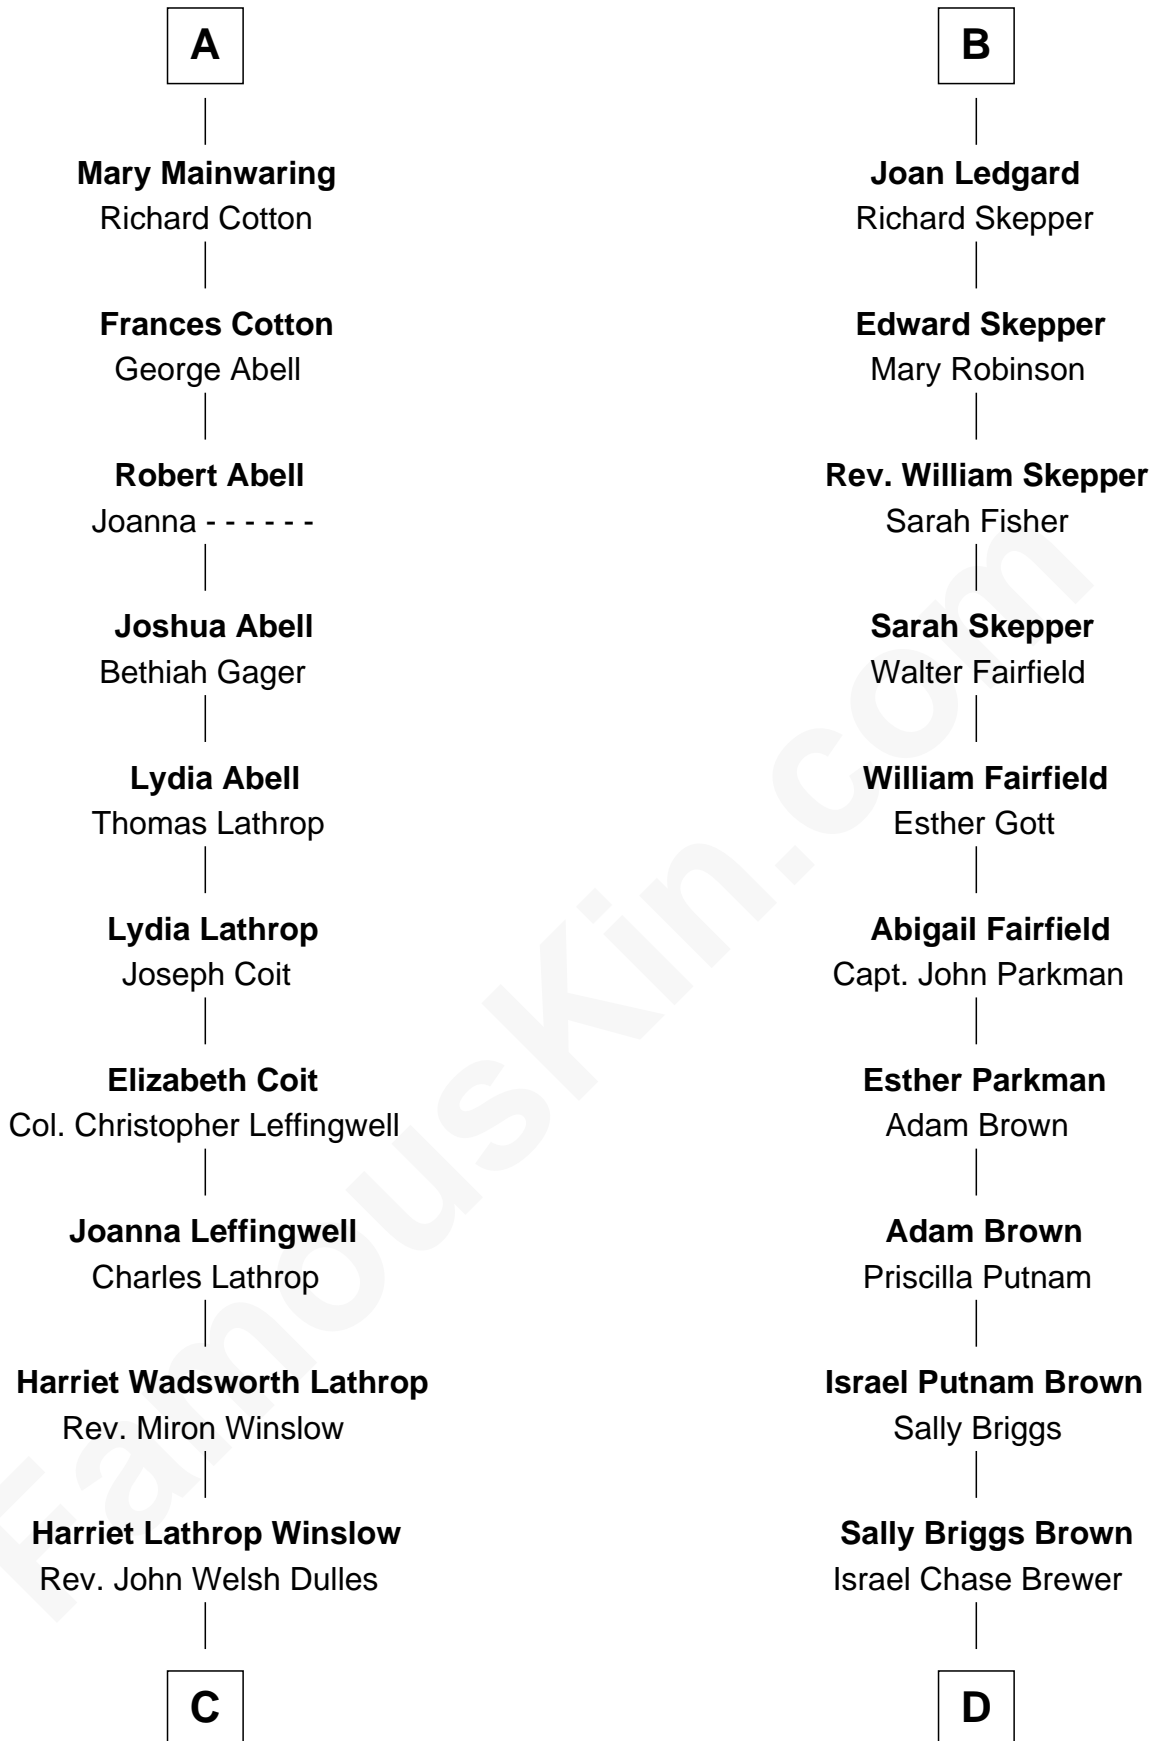 A
Mary Mainwaring
Richard Cotton
Frances Cotton
George Abell
Robert Abell
Joanna - - - - - -
Joshua Abell
Bethiah Gager
Lydia Abell
Thomas Lathrop
Lydia Lathrop
Joseph Coit
Elizabeth Coit
Col. Christopher Leffingwell
Joanna Leffingwell
Charles Lathrop
Harriet Wadsworth Lathrop
Rev. Miron Winslow
Harriet Lathrop Winslow
Rev. John Welsh Dulles
C
B
Joan Ledgard
Richard Skepper
Edward Skepper
Mary Robinson
Rev. William Skepper
Sarah Fisher
Sarah Skepper
Walter Fairfield
William Fairfield
Esther Gott
Abigail Fairfield
Capt. John Parkman
Esther Parkman
Adam Brown
Adam Brown
Priscilla Putnam
Israel Putnam Brown
Sally Briggs
Sally Briggs Brown
Israel Chase Brewer
D
FamousKin.com